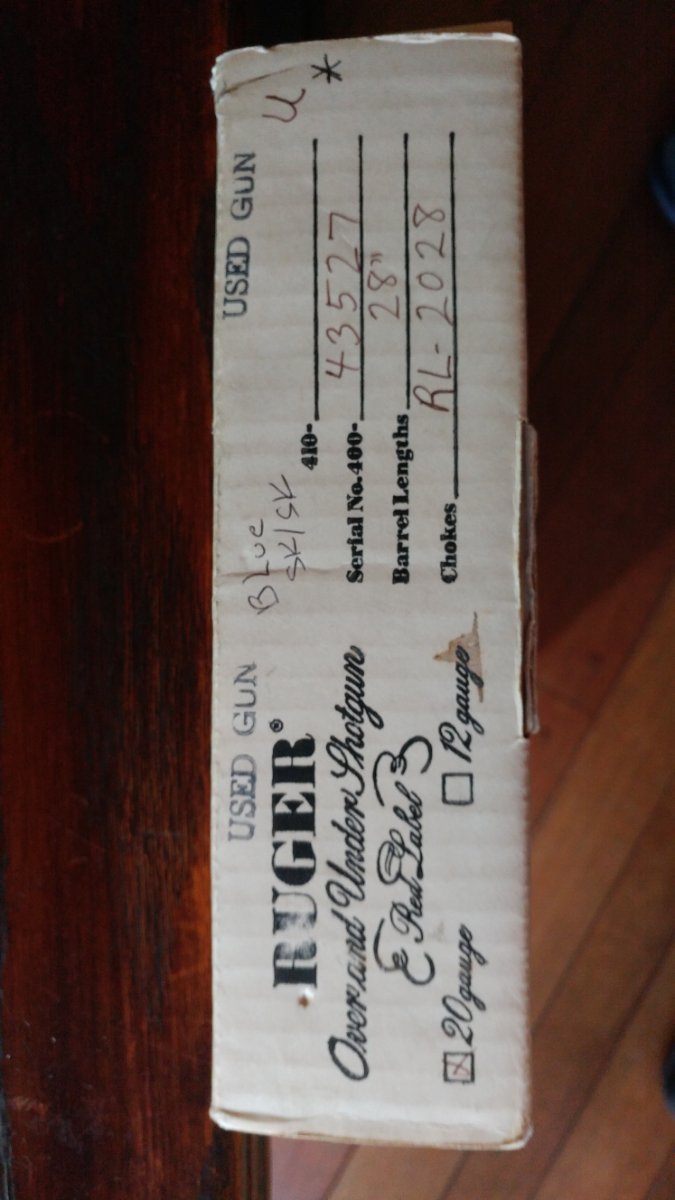 USED GUN USED GUN
RUGER®
BLUE
SK/SK
U
*
Over and Under Shotgun
Red Label
20 gauge
12 gauge
410-
Serial No. 400- 43527
Barrel Lengths 28"
Chokes RL-2028